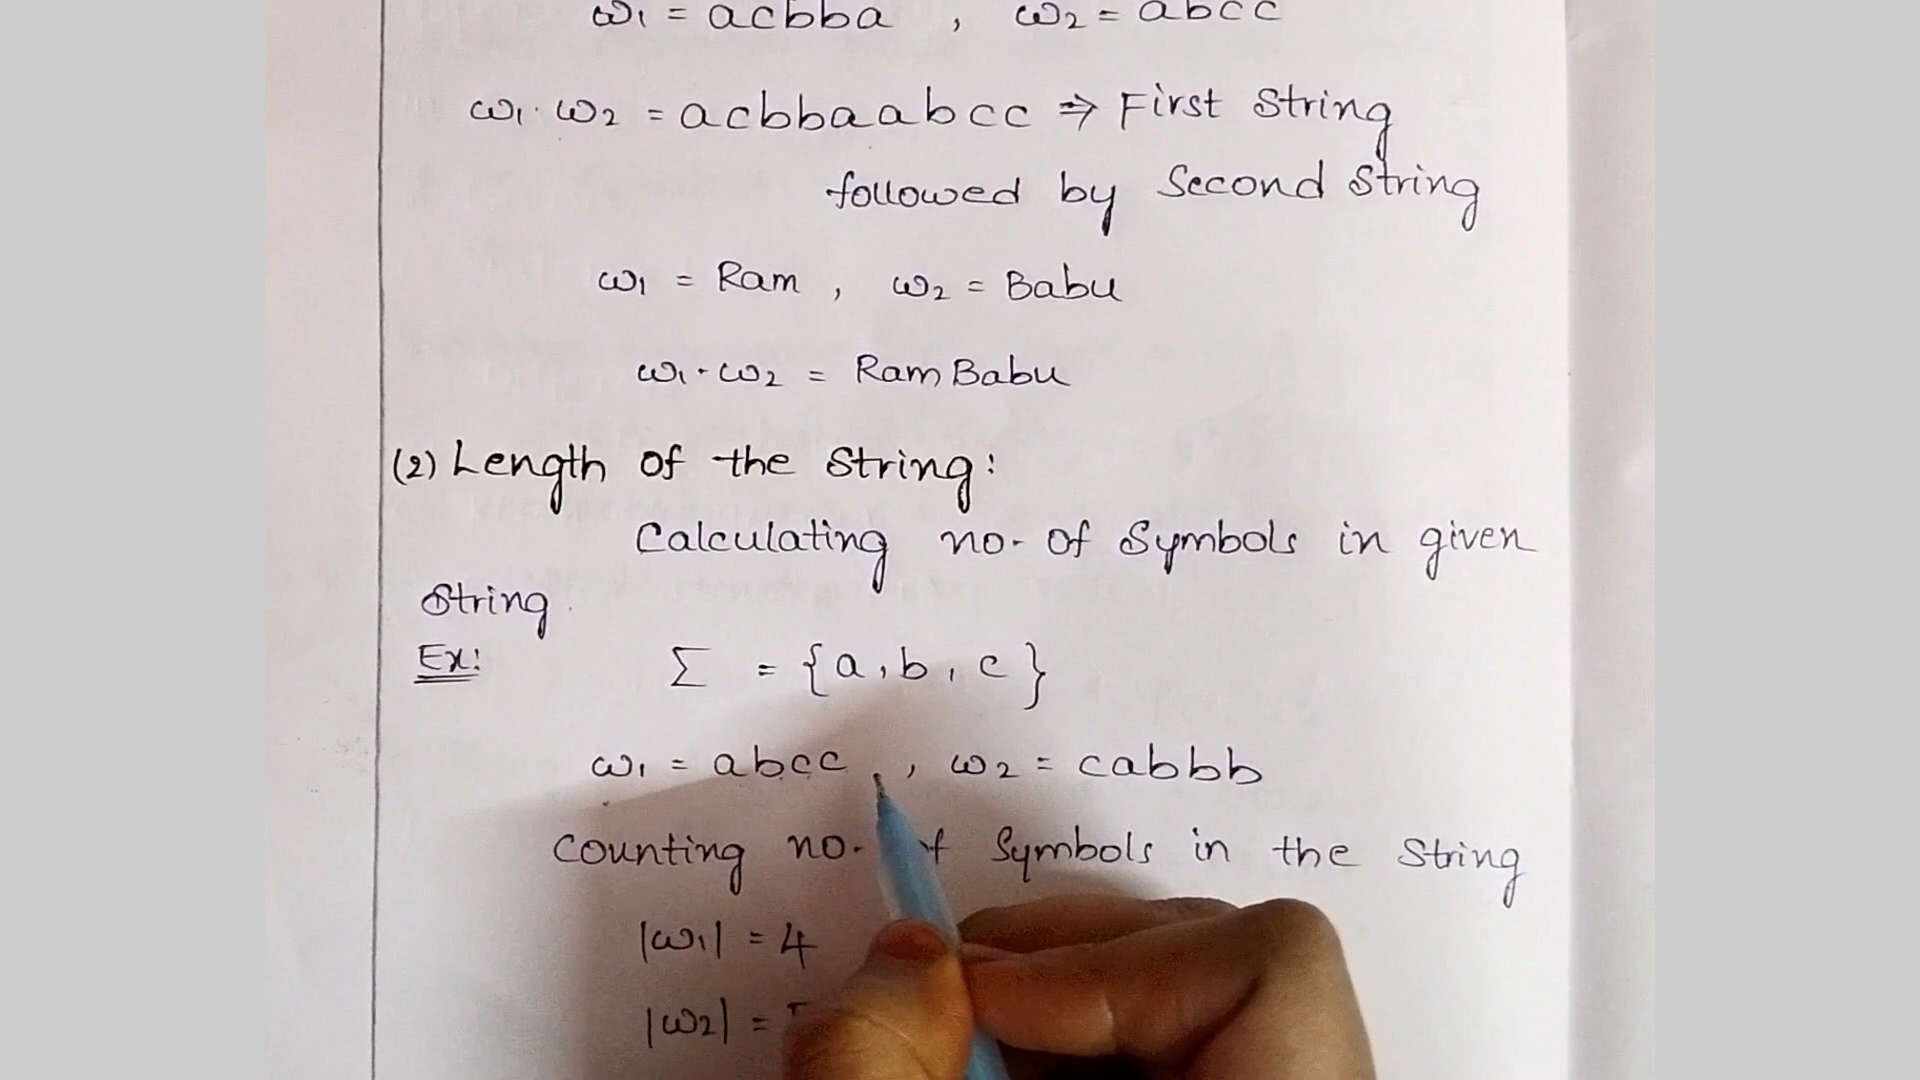 ω1 = acbba , ω2 = abcc
ω1 · ω2 = acbbaabcc ⇒ First String
followed by Second String
ω1 = Ram , ω2 = Babu
ω1 · ω2 = Ram Babu
(2) Length of the String:
Calculating no. of Symbols in given
String.
Ex: Σ = {a, b, c}
ω1 = abcc , ω2 = cabbb
Counting no. Symbols in the String
|ω1| = 4
|ω2| =